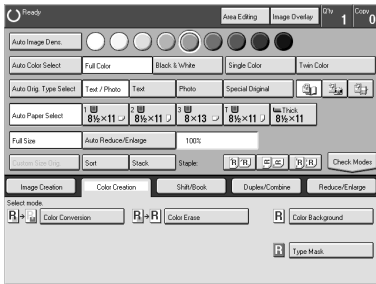 Ready Area Editing Image Overlay Q'ty 1 Copy 0
Auto Image Dens.
Auto Color Select Full Color Black & White Single Color Twin Color
Auto Orig. Type Select Text / Photo Text Photo Special Original
Auto Paper Select 1 8½×11 2 8½×11 3 8×13 T 8½×11 Thick 8½×11
Full Size Auto Reduce/Enlarge 100%
Custom Size Orig. Sort Stack Staple: Check Modes
Image Creation Color Creation Shift/Book Duplex/Combine Reduce/Enlarge
Select mode.
R R Color Conversion R R Color Erase R Color Background
R Type Mask